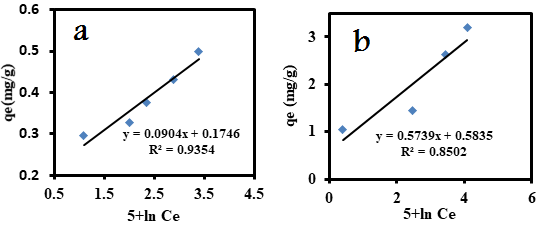 a
qe(mg/g)
0.6
0.5
0.4
0.3
0.2
y = 0.0904x + 0.1746
R² = 0.9354
0.5
1.5
2.5
3.5
4.5
5+ln Ce
b
qe (mg/g)
3
2
1
0
y = 0.5739x + 0.5835
R² = 0.8502
0
2
4
6
5+ln Ce